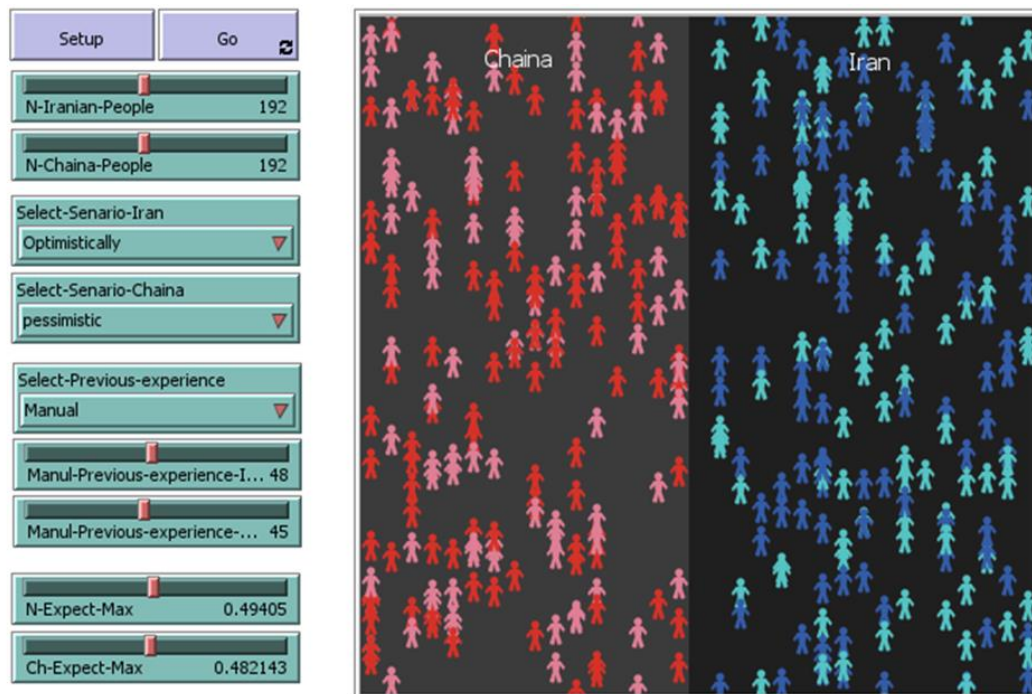 Setup
Go
N-Iranian-People 192
N-Chaina-People 192
Select-Senario-Iran
Optimistically
Select-Senario-Chaina
pessimistic
Select-Previous-experience
Manual
Manul-Previous-experience-I... 48
Manul-Previous-experience-... 45
N-Expect-Max 0.49405
Ch-Expect-Max 0.482143
Chaina
Iran